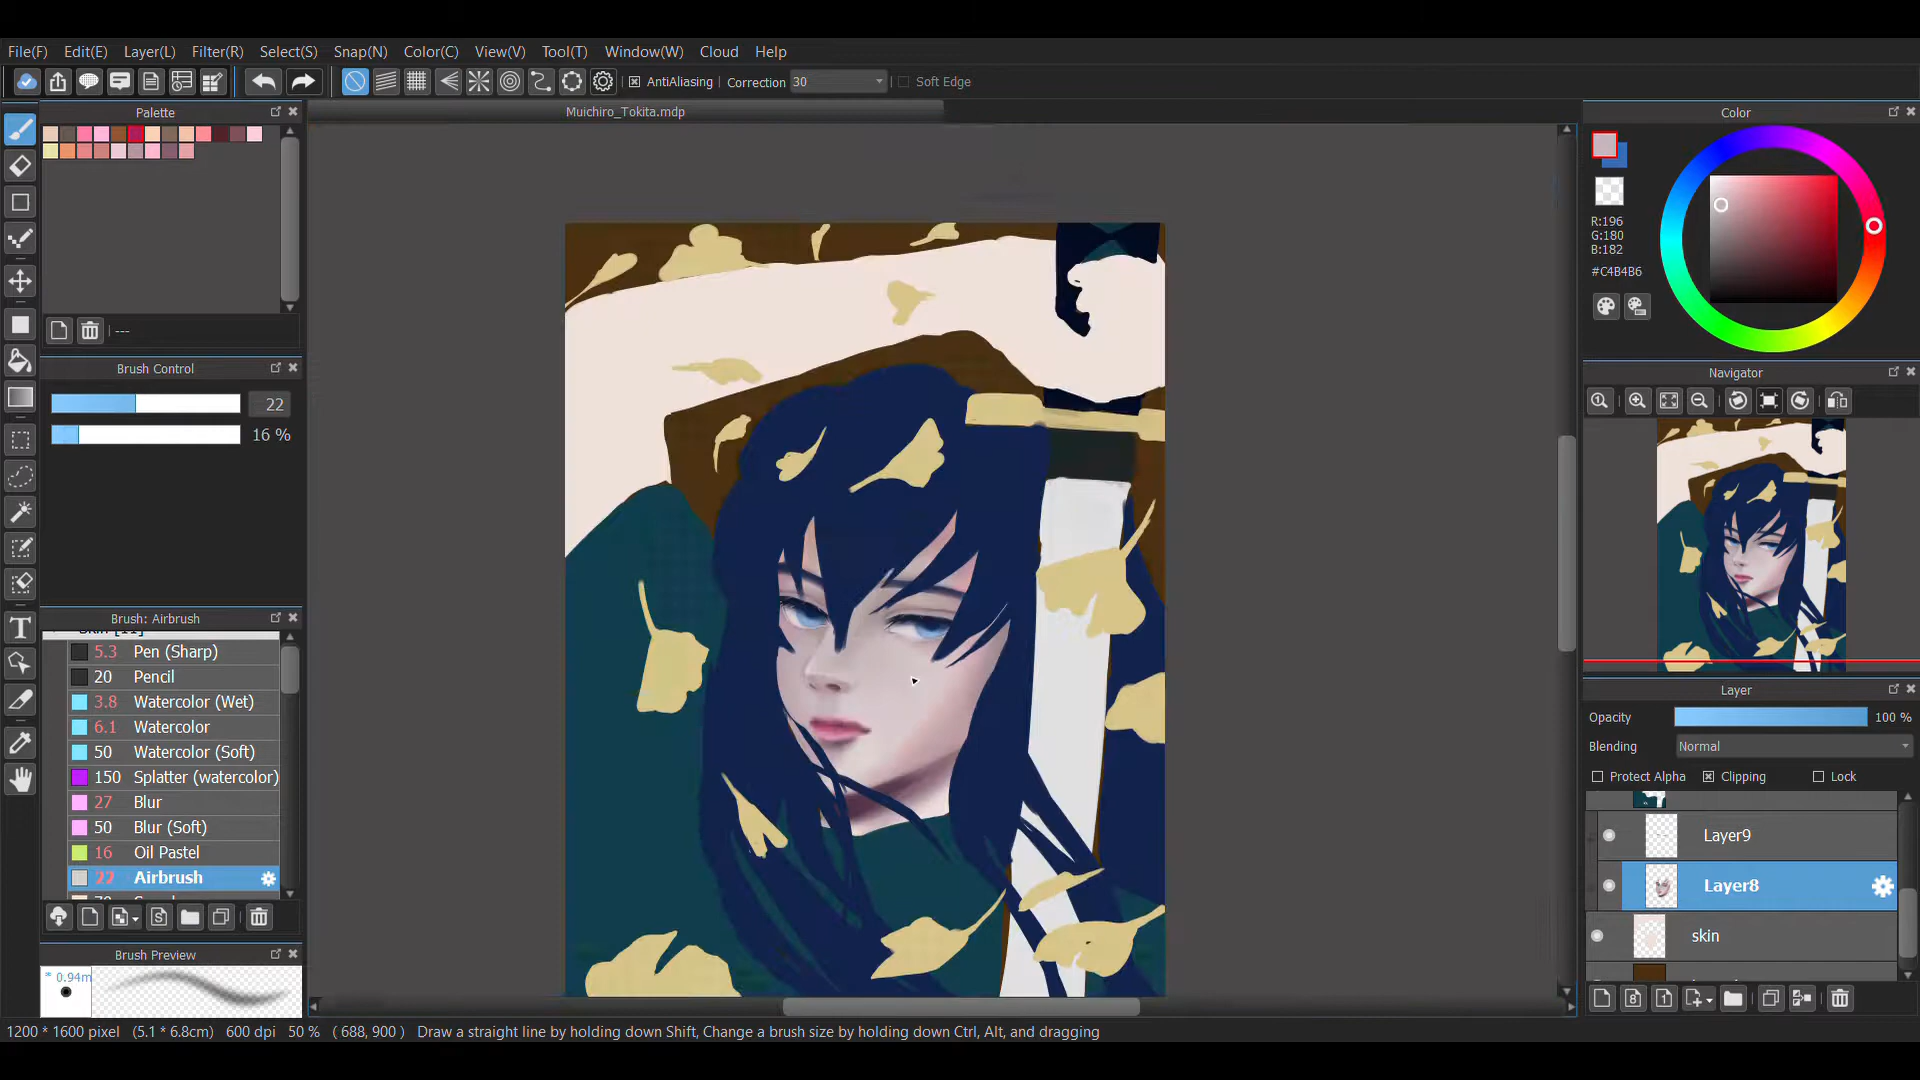 File(F) Edit(E) Layer(L) Filter(R) Select(S) Snap(N) Color(C) View(V) Tool(T) Window(W) Cloud Help
AntiAliasing Correction 30 Soft Edge
Palette
Muichiro_Tokita.mdp
Color
R:196
G:180
B:182
#C4B4B6
---
Brush Control
22
16 %
Navigator
Brush: Airbrush
5.3 Pen (Sharp)
20 Pencil
3.8 Watercolor (Wet)
6.1 Watercolor
50 Watercolor (Soft)
150 Splatter (watercolor)
27 Blur
50 Blur (Soft)
16 Oil Pastel
22 Airbrush
Layer
Opacity 100 %
Blending Normal
Protect Alpha Clipping Lock
Layer9
Layer8
skin
8 1
Brush Preview
* 0.94m
1200 * 1600 pixel (5.1 * 6.8cm) 600 dpi 50 % ( 688, 900 ) Draw a straight line by holding down Shift, Change a brush size by holding down Ctrl, Alt, and dragging